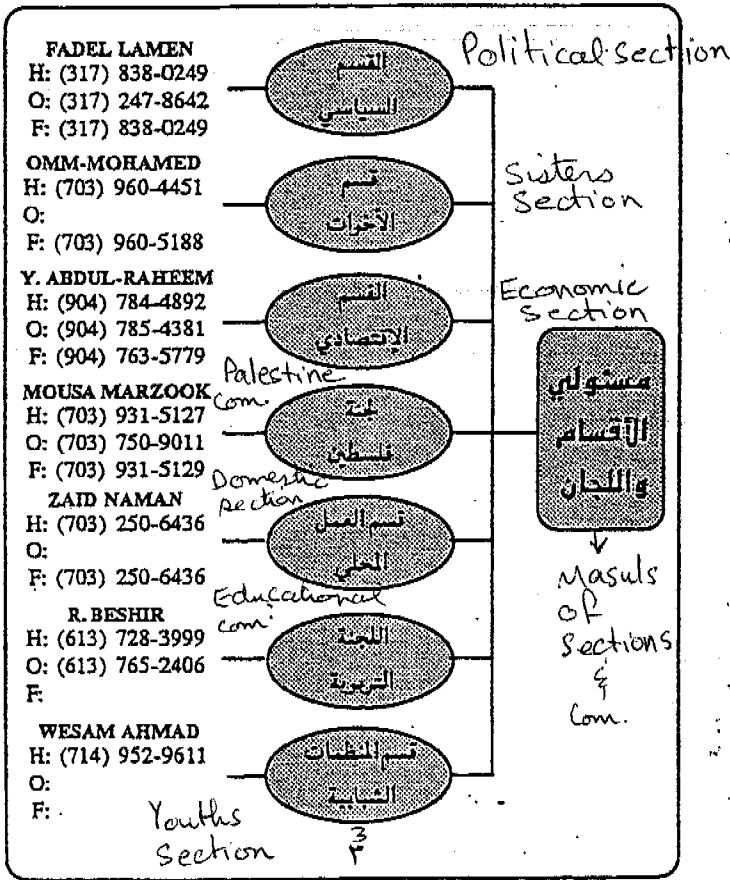 Political section
FADEL LAMEN
H: (317) 838-0249
O: (317) 247-8642
F: (317) 838-0249
القسم
السياسي
OMM-MOHAMED
H: (703) 960-4451
O:
F: (703) 960-5188
قسم
الأخوات
Sisters
Section
Y. ABDUL-RAHEEM
H: (904) 784-4892
O: (904) 785-4381
F: (904) 763-5779
القسم
الإقتصادي
Economic
Section
MOUSA MARZOOK
H: (703) 931-5127
O: (703) 750-9011
F: (703) 931-5129
Palestine
com.
لجنة
فلسطين
ZAID NAMAN
H: (703) 250-6436
O:
F: (703) 250-6436
Domestic
section
قسم العمل
المحلي
R. BESHIR
H: (613) 728-3999
O: (613) 765-2406
F:
Educational
com.
اللجنة
التربوية
WESAM AHMAD
H: (714) 952-9611
O:
F:
قسم المنظمات
الشبابية
Youths
Section
مسئولي
الأقسام
واللجان
Masuls
of
Sections
&
Com.
3
٣